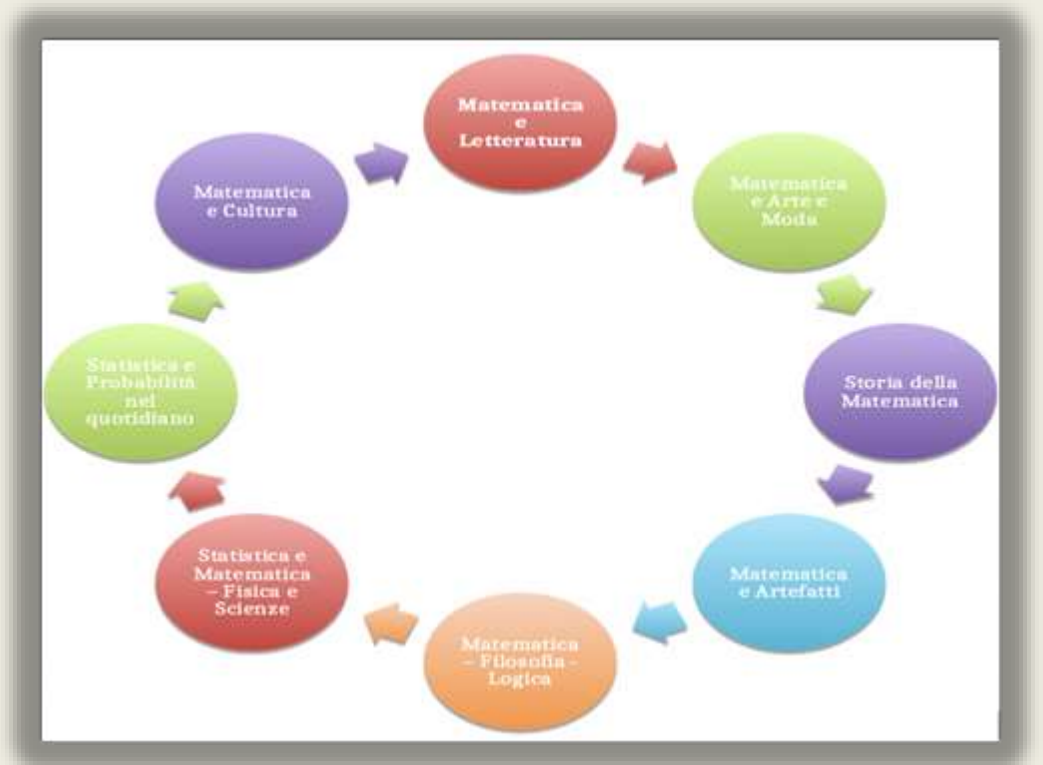 Matematica
e
Letteratura
Matematica
e Arte e
Moda
Storia della
Matematica
Matematica
e Artefatti
Matematica
– Filosofia -
Logica
Statistica e
Matematica
– Fisica e
Scienze
Statistica e
Probabilità
nel
quotidiano
Matematica
e Cultura